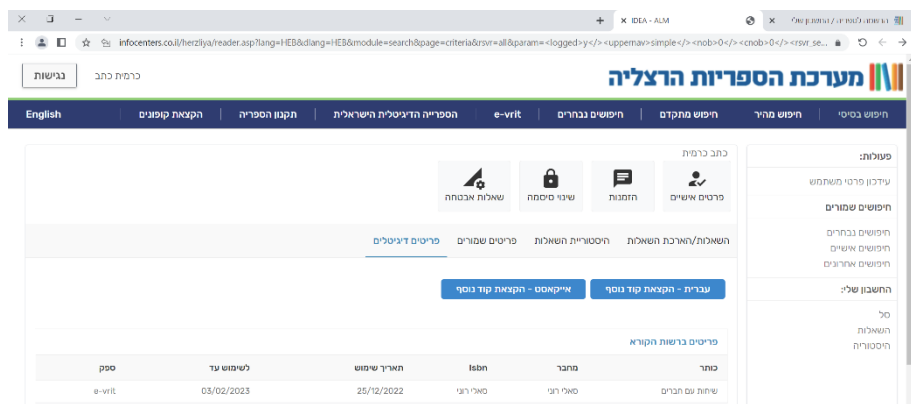 הרשמה לספריה / החשבון שלי
IDEA - ALM
infocenters.co.il/herzliya/reader.asp?lang=HEB&dlang=HEB&module=search&page=criteria&rsvr=all&param=<logged>y</><uppernav>simple</><nob>0</><cnob>0</><rsvr_se...
מערכת הספריות הרצליה
כרמית כתב
נגישות
חיפוש בסיסי | חיפוש מהיר | חיפוש מתקדם | חיפושים נבחרים | e-vrit | הספרייה הדיגיטלית הישראלית | תקנון הספריה | הקצאת קופונים
English
פעולות:
עידכון פרטי משתמש
חיפושים שמורים
חיפושים נבחרים
חיפושים אישיים
חיפושים אחרונים
החשבון שלי:
סל
השאלות
היסטוריה
כתב כרמית
פרטים אישיים
הזמנות
שינוי סיסמה
שאלות אבטחה
השאלות/הארכת השאלות
היסטוריית השאלות
פריטים שמורים
פריטים דיגיטלים
עברית - הקצאת קוד נוסף
אייקאסט - הקצאת קוד נוסף
פריטים ברשות הקורא
כותר מחבר Isbn תאריך שימוש לשימוש עד ספק
שיחות עם חברים סאלי רוני סאלי רוני 25/12/2022 03/02/2023 e-vrit